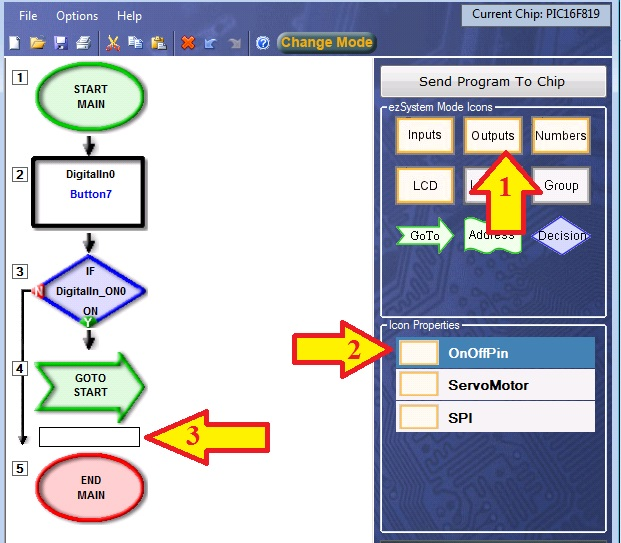 File Options Help
Current Chip: PIC16F819
Change Mode
1
START
MAIN
2
DigitalIn0
Button7
3
IF
DigitalIn_ON0
ON
N
Y
4
GOTO
START
5
END
MAIN
Send Program To Chip
ezSystem Mode Icons
Inputs Outputs Numbers
LCD Group
1
GoTo Address Decision
Icon Properties
2
OnOffPin
ServoMotor
SPI
3